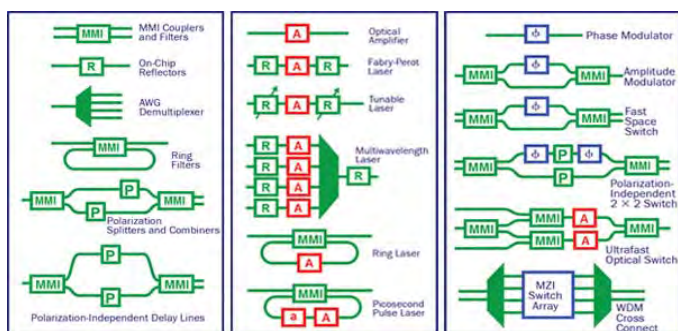 MMI
MMI Couplers
and Filters
R
On-Chip
Reflectors
AWG
Demultiplexer
MMI
Ring
Filters
MMI
P
P
MMI
Polarization
Splitters and Combiners
P
MMI
MMI
P
Polarization-Independent Delay Lines
A
Optical
Amplifier
R A R
Fabry-Perot
Laser
R A R
Tunable
Laser
R A
R A
R A
R A
R
Multiwavelength
Laser
MMI
A
Ring Laser
MMI
a A
Picosecond
Pulse Laser
Φ
Phase Modulator
Φ
MMI MMI
Amplitude
Modulator
Φ
MMI MMI
Fast
Space
Switch
Φ P Φ
MMI MMI
P
Polarization-
Independent
2 × 2 Switch
MMI A
MMI MMI
MMI A
Ultrafast
Optical Switch
MZI
Switch
Array
WDM
Cross
Connect